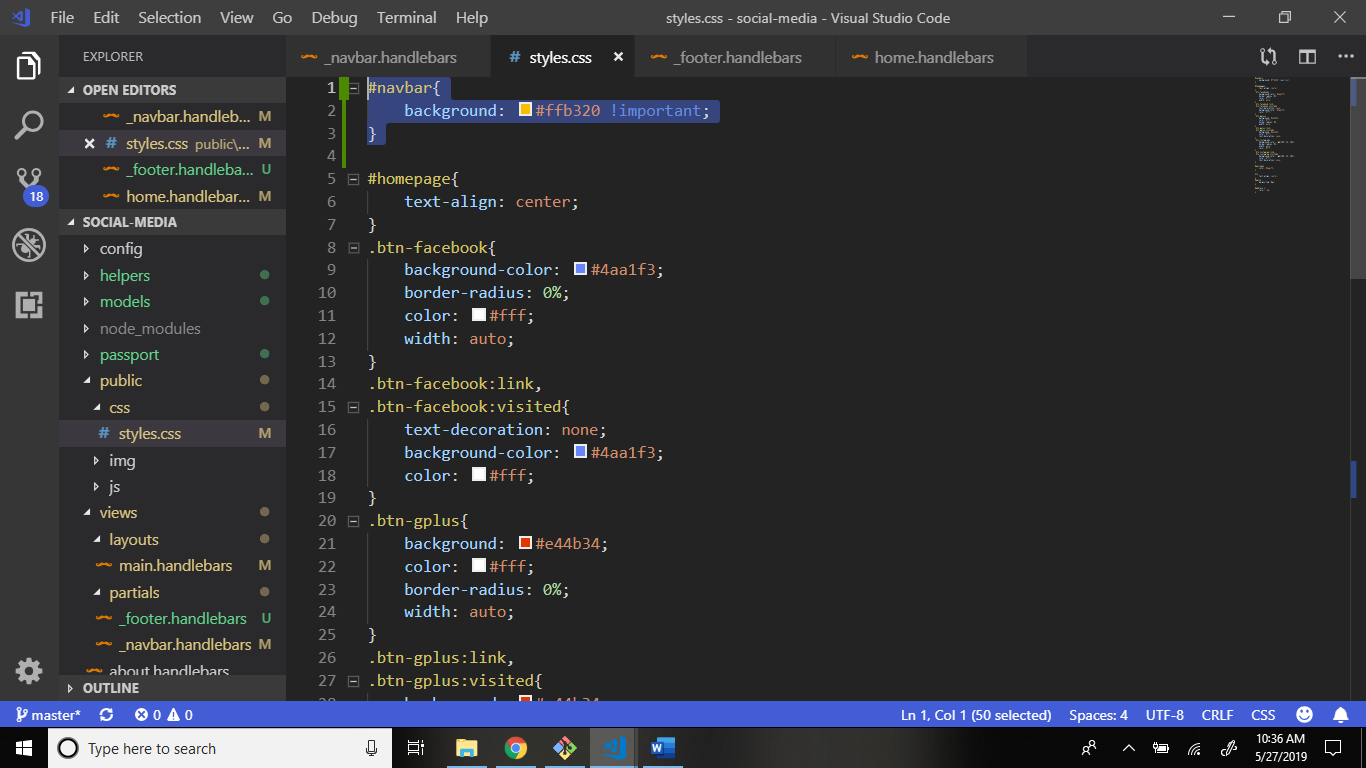 File Edit Selection View Go Debug Terminal Help
styles.css - social-media - Visual Studio Code
EXPLORER
_navbar.handlebars
# styles.css ×
_footer.handlebars
home.handlebars
OPEN EDITORS
_navbar.handleb... M
× # styles.css public\... M
_footer.handleba... U
home.handlebar... M
18
SOCIAL-MEDIA
config
helpers
models
node_modules
passport
public
css
# styles.css M
img
js
views
layouts
main.handlebars M
partials
_footer.handlebars U
_navbar.handlebars M
about.handlebars
OUTLINE
1 #navbar{
2 background: #ffb320 !important;
3 }
4
5 #homepage{
6 text-align: center;
7 }
8 .btn-facebook{
9 background-color: #4aa1f3;
10 border-radius: 0%;
11 color: #fff;
12 width: auto;
13 }
14 .btn-facebook:link,
15 .btn-facebook:visited{
16 text-decoration: none;
17 background-color: #4aa1f3;
18 color: #fff;
19 }
20 .btn-gplus{
21 background: #e44b34;
22 color: #fff;
23 border-radius: 0%;
24 width: auto;
25 }
26 .btn-gplus:link,
27 .btn-gplus:visited{
master* 0 0
Ln 1, Col 1 (50 selected) Spaces: 4 UTF-8 CRLF CSS
Type here to search
10:36 AM
5/27/2019